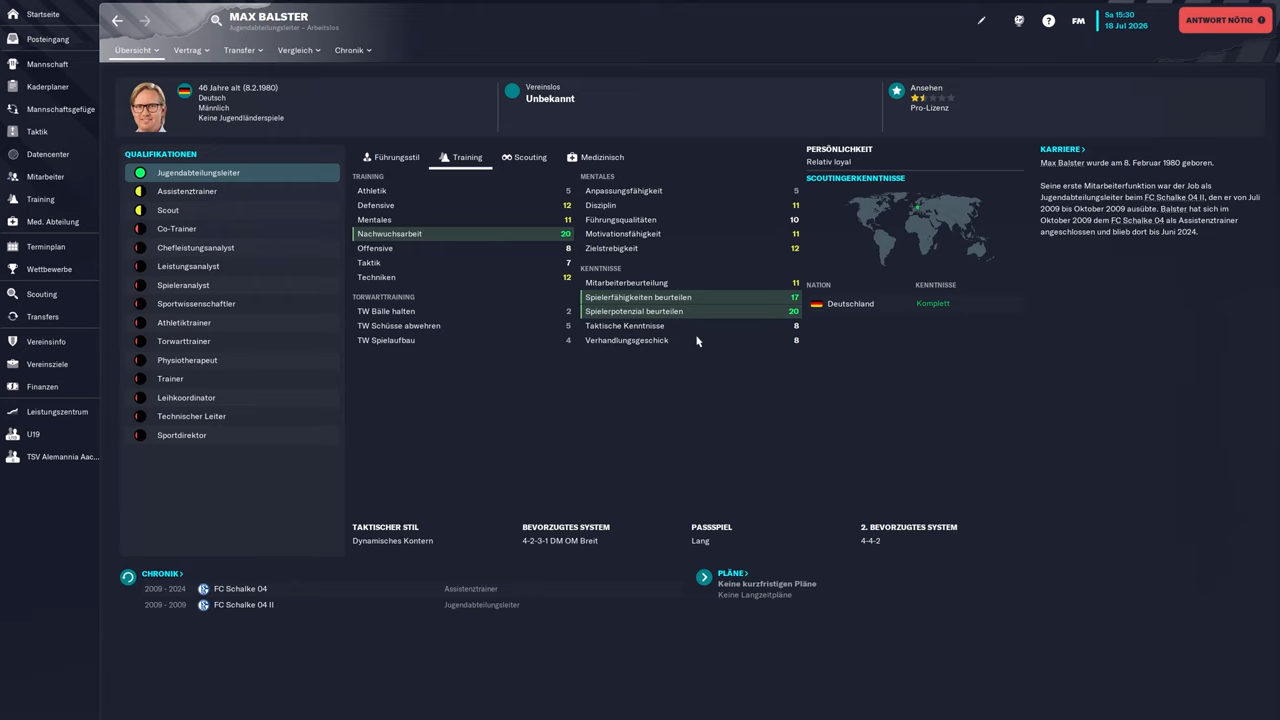 Startseite
Posteingang
Mannschaft
Kaderplaner
Mannschaftsgefüge
Taktik
Datencenter
Mitarbeiter
Training
Med. Abteilung
Terminplan
Wettbewerbe
Scouting
Transfers
Vereinsinfo
Vereinsziele
Finanzen
Leistungszentrum
U19
TSV Alemannia Aac...
MAX BALSTER
Jugendabteilungsleiter – Arbeitslos
FM
Sa 15:30
18 Jul 2026
ANTWORT NÖTIG
Übersicht
Vertrag
Transfer
Vergleich
Chronik
46 Jahre alt (8.2.1980)
Deutsch
Männlich
Keine Jugendländerspiele
Vereinslos
Unbekannt
Ansehen
Pro-Lizenz
QUALIFIKATIONEN
Jugendabteilungsleiter
Assistenztrainer
Scout
Co-Trainer
Chefleistungsanalyst
Leistungsanalyst
Spieleranalyst
Sportwissenschaftler
Athletiktrainer
Torwarttrainer
Physiotherapeut
Trainer
Leihkoordinator
Technischer Leiter
Sportdirektor
Führungsstil
Training
Scouting
Medizinisch
TRAINING
Athletik 5
Defensive 12
Mentales 11
Nachwuchsarbeit 20
Offensive 8
Taktik 7
Techniken 12
TORWARTTRAINING
TW Bälle halten 2
TW Schüsse abwehren 5
TW Spielaufbau 4
MENTALES
Anpassungsfähigkeit 5
Disziplin 11
Führungsqualitäten 10
Motivationsfähigkeit 11
Zielstrebigkeit 12
KENNTNISSE
Mitarbeiterbeurteilung 11
Spielerfähigkeiten beurteilen 17
Spielerpotenzial beurteilen 20
Taktische Kenntnisse 8
Verhandlungsgeschick 8
PERSÖNLICHKEIT
Relativ loyal
SCOUTINGERKENNTNISSE
NATION KENNTNISSE
Deutschland Komplett
KARRIERE >
Max Balster wurde am 8. Februar 1980 geboren.
Seine erste Mitarbeiterfunktion war der Job als
Jugendabteilungsleiter beim FC Schalke 04 II, den er von Juli
2009 bis Oktober 2009 ausübte. Balster hat sich im
Oktober 2009 dem FC Schalke 04 als Assistenztrainer
angeschlossen und blieb dort bis Juni 2024.
TAKTISCHER STIL
Dynamisches Kontern
BEVORZUGTES SYSTEM
4-2-3-1 DM OM Breit
PASSSPIEL
Lang
2. BEVORZUGTES SYSTEM
4-4-2
CHRONIK >
2009 - 2024 FC Schalke 04 Assistenztrainer
2009 - 2009 FC Schalke 04 II Jugendabteilungsleiter
PLÄNE >
Keine kurzfristigen Pläne
Keine Langzeitpläne